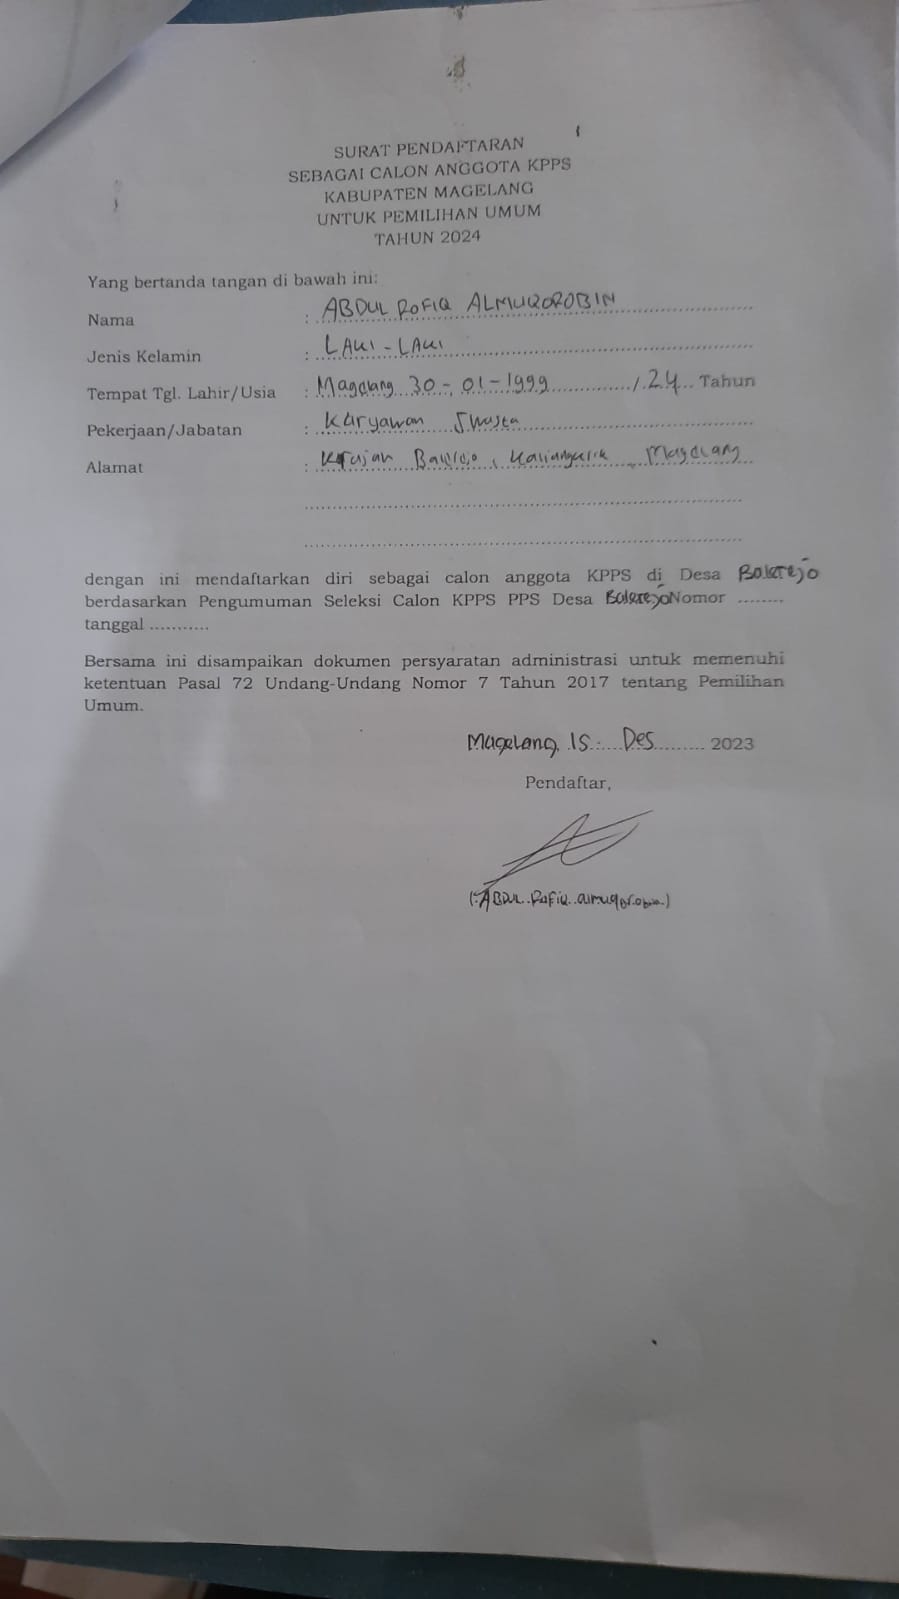 SURAT PENDAFTARAN
SEBAGAI CALON ANGGOTA KPPS
KABUPATEN MAGELANG
UNTUK PEMILIHAN UMUM
TAHUN 2024
Yang bertanda tangan di bawah ini:
Nama : ABDUL ROFIQ ALMUQOROBIN
Jenis Kelamin : LAKI - LAKI
Tempat Tgl. Lahir/Usia : Magelang 30 - 01 - 1999 / 24 Tahun
Pekerjaan/Jabatan : Karyawan Swasta
Alamat : Krajan Balerejo, Kaliangkrik Magelang
dengan ini mendaftarkan diri sebagai calon anggota KPPS di Desa Balerejo
berdasarkan Pengumuman Seleksi Calon KPPS PPS Desa Balerejo Nomor ........
tanggal ...........
Bersama ini disampaikan dokumen persyaratan administrasi untuk memenuhi
ketentuan Pasal 72 Undang-Undang Nomor 7 Tahun 2017 tentang Pemilihan
Umum.
Magelang, 15 Des 2023
Pendaftar,
(ABDUL Rofiq almuqorobin)